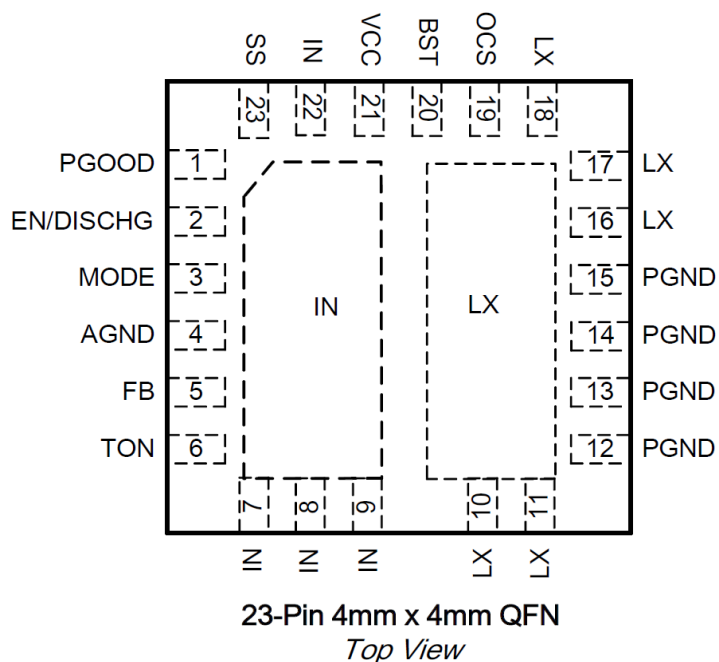 SS
IN
VCC
BST
OCS
LX
23
22
21
20
19
18
PGOOD 1
17 LX
EN/DISCHG 2
16 LX
MODE 3
15 PGND
AGND 4
IN
LX
14 PGND
FB 5
13 PGND
TON 6
12 PGND
7
8
9
10
11
IN
IN
IN
LX
LX
23-Pin 4mm x 4mm QFN
Top View